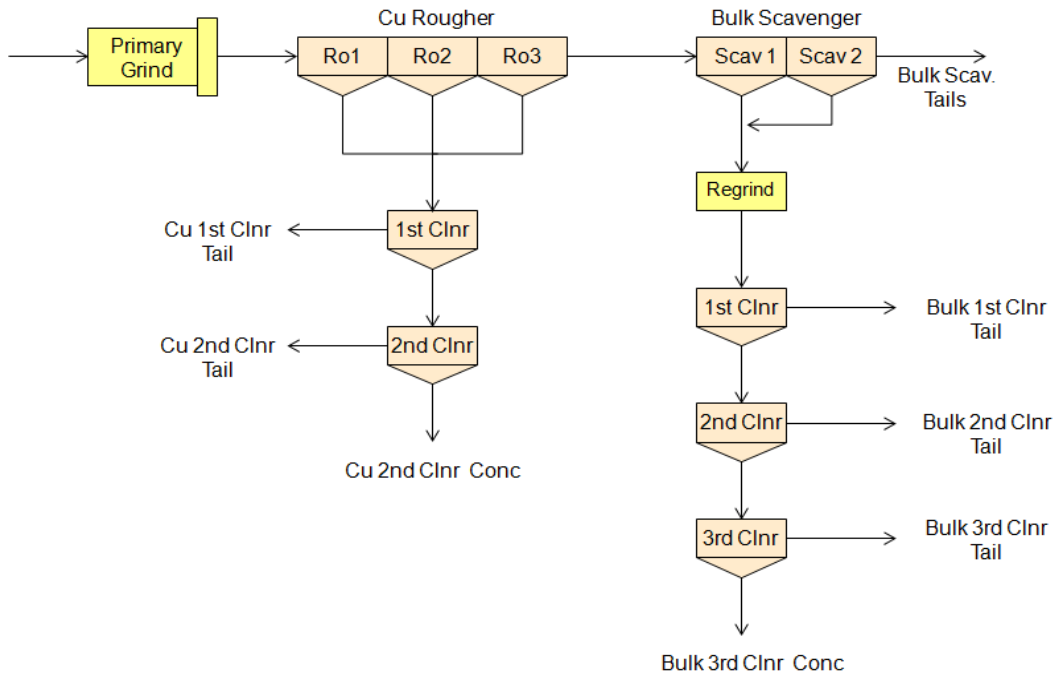 Cu Rougher
Bulk Scavenger
Primary
Grind
Ro1
Ro2
Ro3
Scav 1
Scav 2
Bulk Scav.
Tails
Regrind
Cu 1st Clnr
Tail
1st Clnr
1st Clnr
Bulk 1st Clnr
Tail
Cu 2nd Clnr
Tail
2nd Clnr
2nd Clnr
Bulk 2nd Clnr
Tail
Cu 2nd Clnr Conc
3rd Clnr
Bulk 3rd Clnr
Tail
Bulk 3rd Clnr Conc